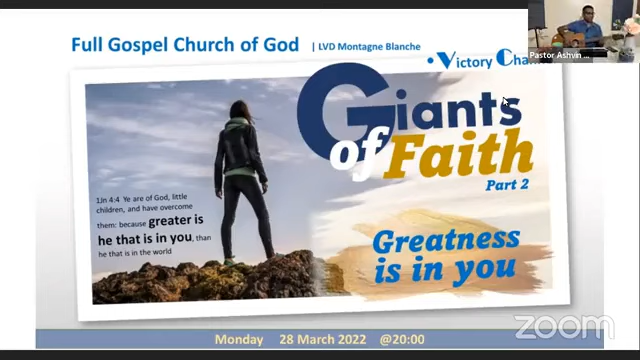 Full Gospel Church of God | LVD Montagne Blanche
• Victory
Pastor Ashvin ...
Giants
of Faith
Part 2
1Jn 4:4 Ye are of God, little
children, and have overcome
them: because greater is
he that is in you, than
he that is in the world
Greatness
is in you
Monday 28 March 2022 @20:00
zoom